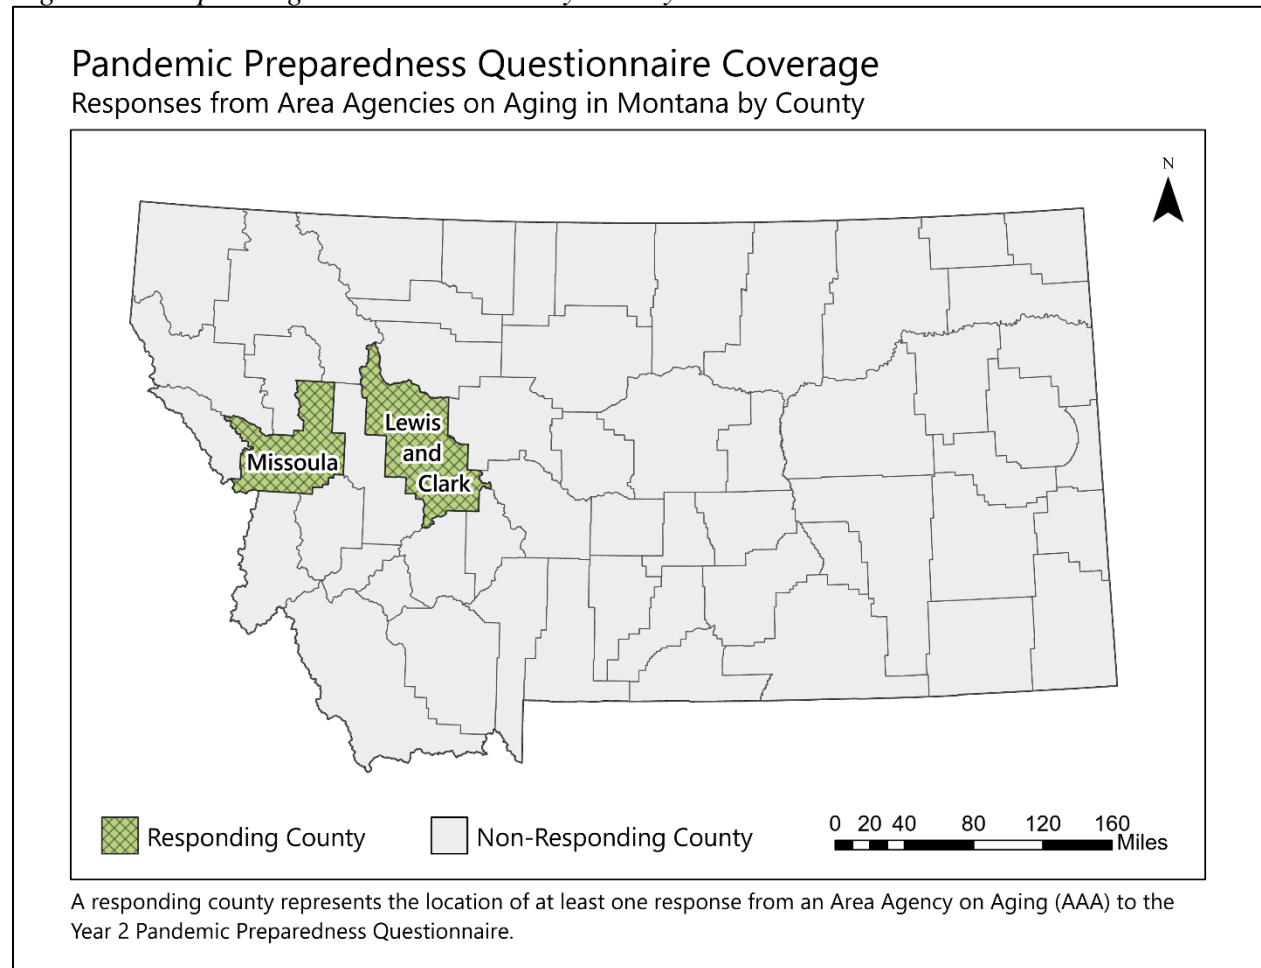 Pandemic Preparedness Questionnaire Coverage
Responses from Area Agencies on Aging in Montana by County
N
Lewis
and
Clark
Missoula
Responding County
Non-Responding County
0 20 40 80 120 160
Miles
A responding county represents the location of at least one response from an Area Agency on Aging (AAA) to the
Year 2 Pandemic Preparedness Questionnaire.